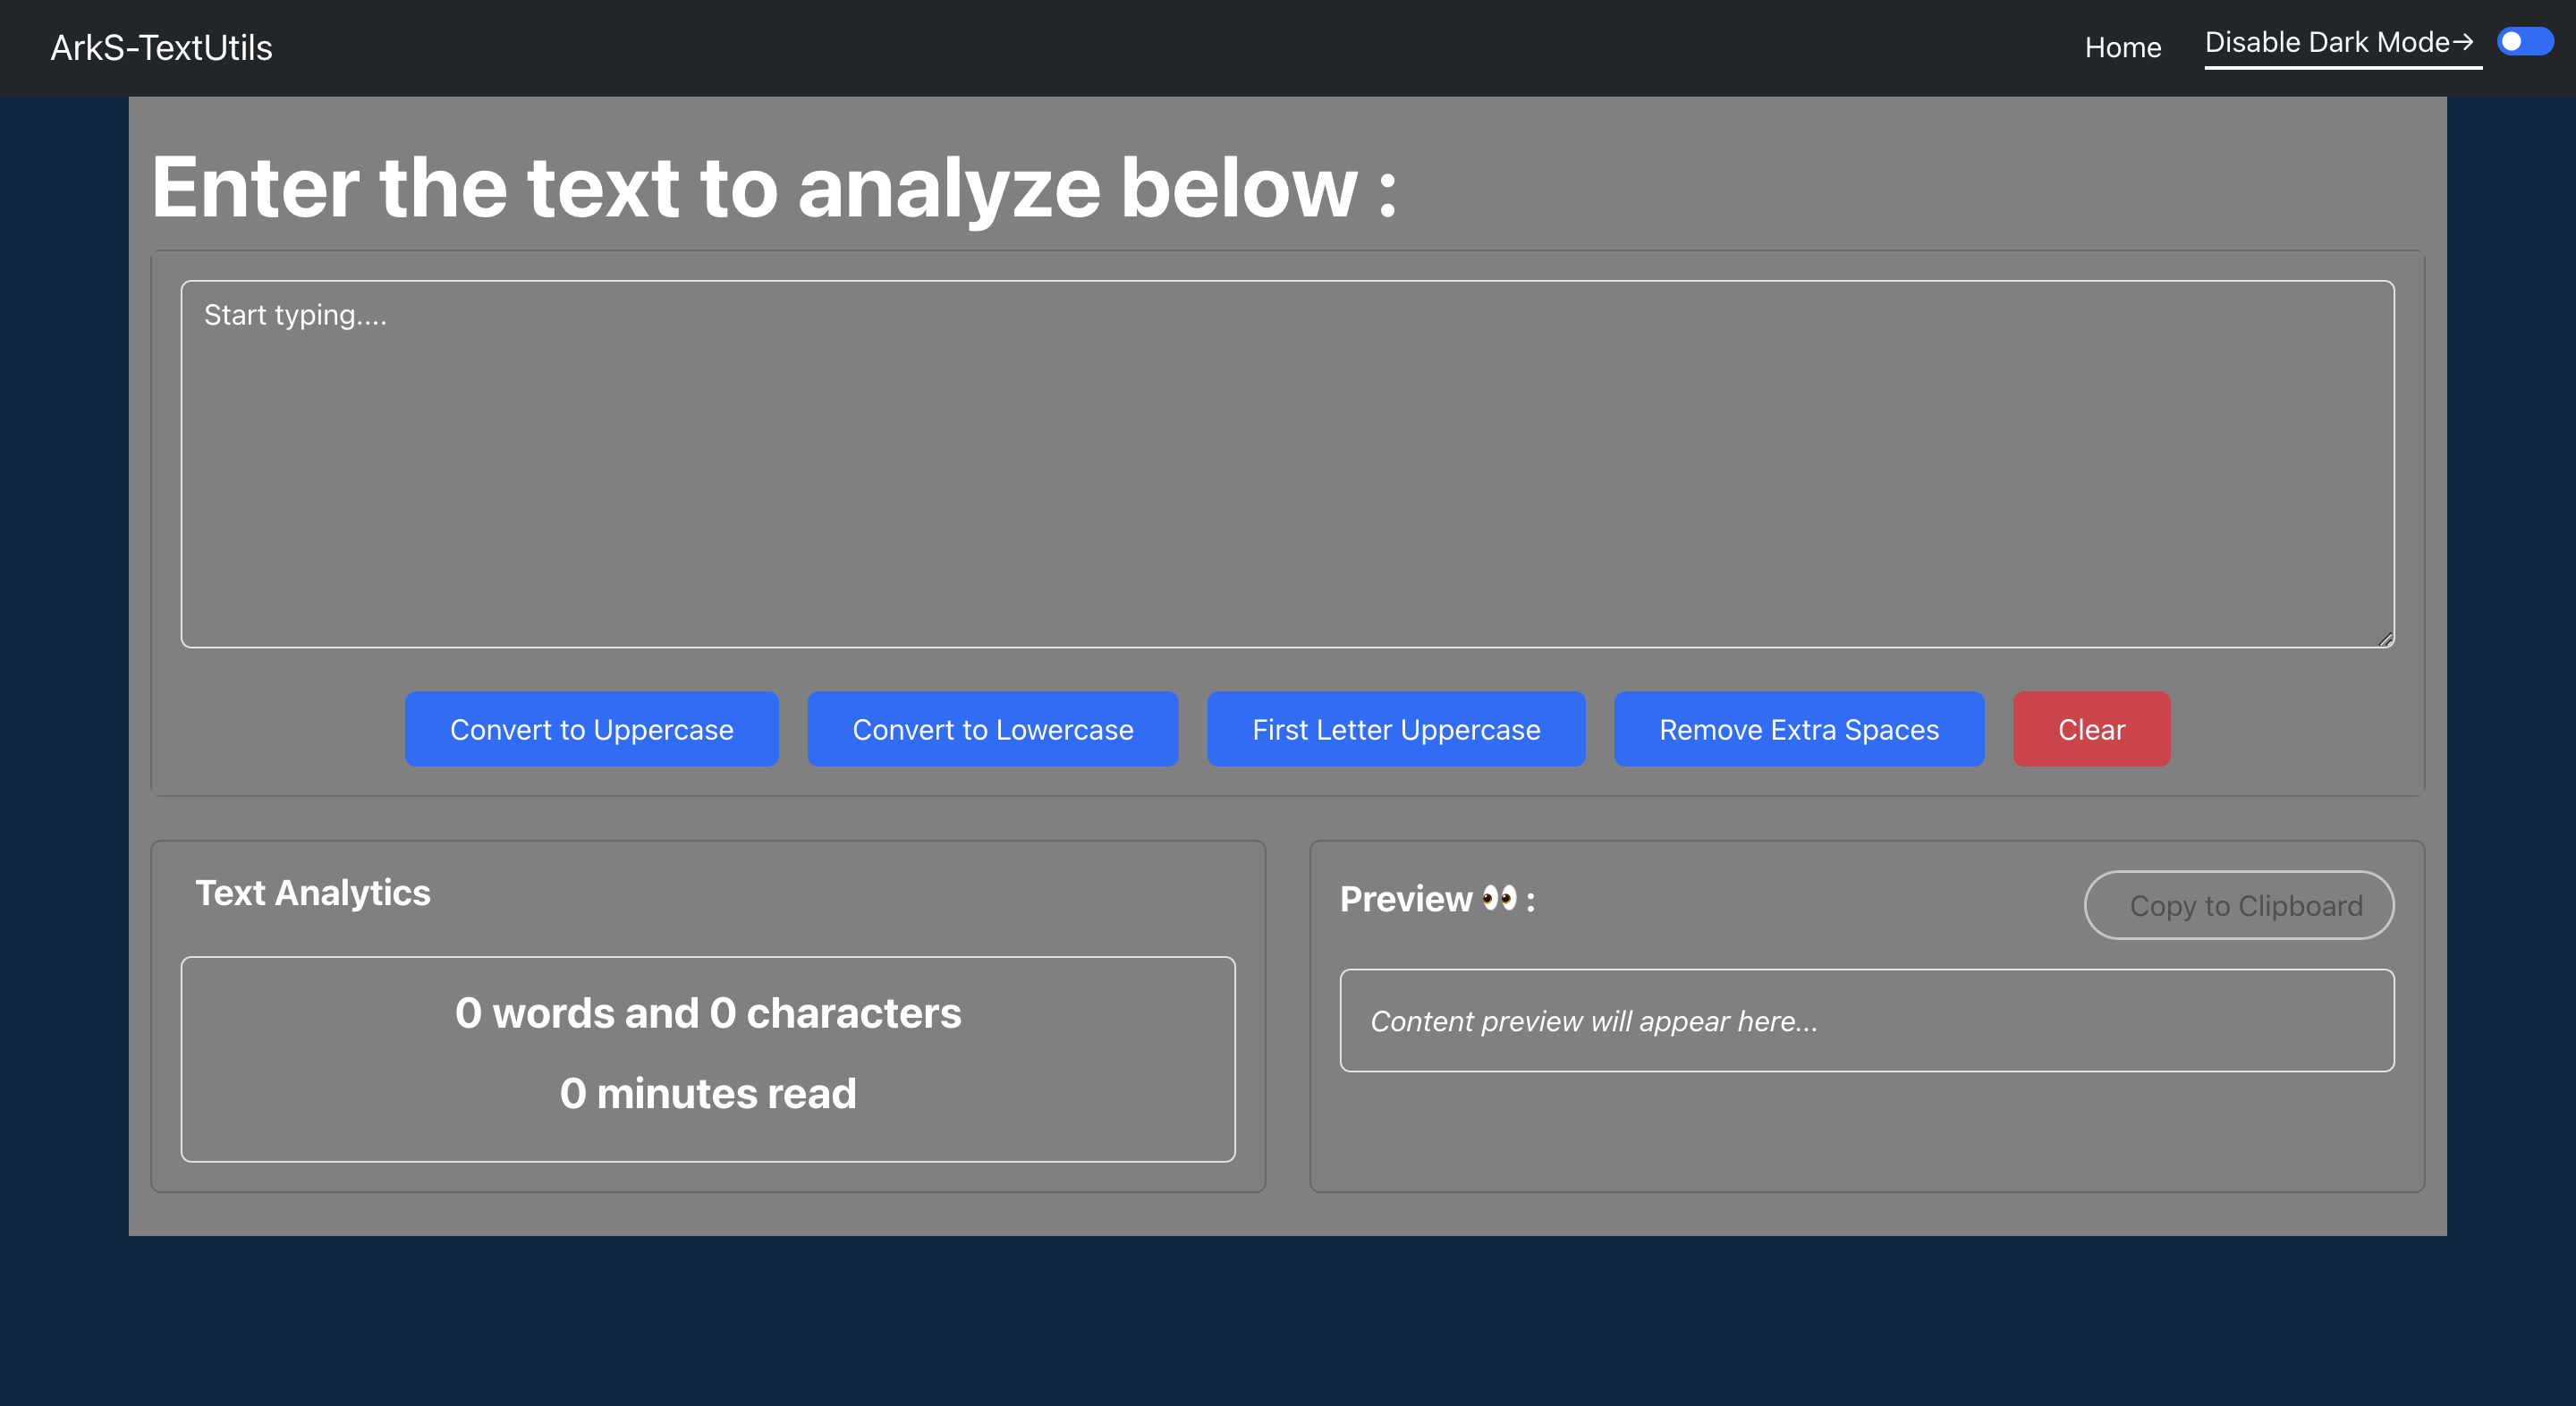 ArkS-TextUtils
Home
Disable Dark Mode→
Enter the text to analyze below :
Start typing....
Convert to Uppercase
Convert to Lowercase
First Letter Uppercase
Remove Extra Spaces
Clear
Text Analytics
0 words and 0 characters
0 minutes read
Preview 👀 :
Copy to Clipboard
Content preview will appear here...